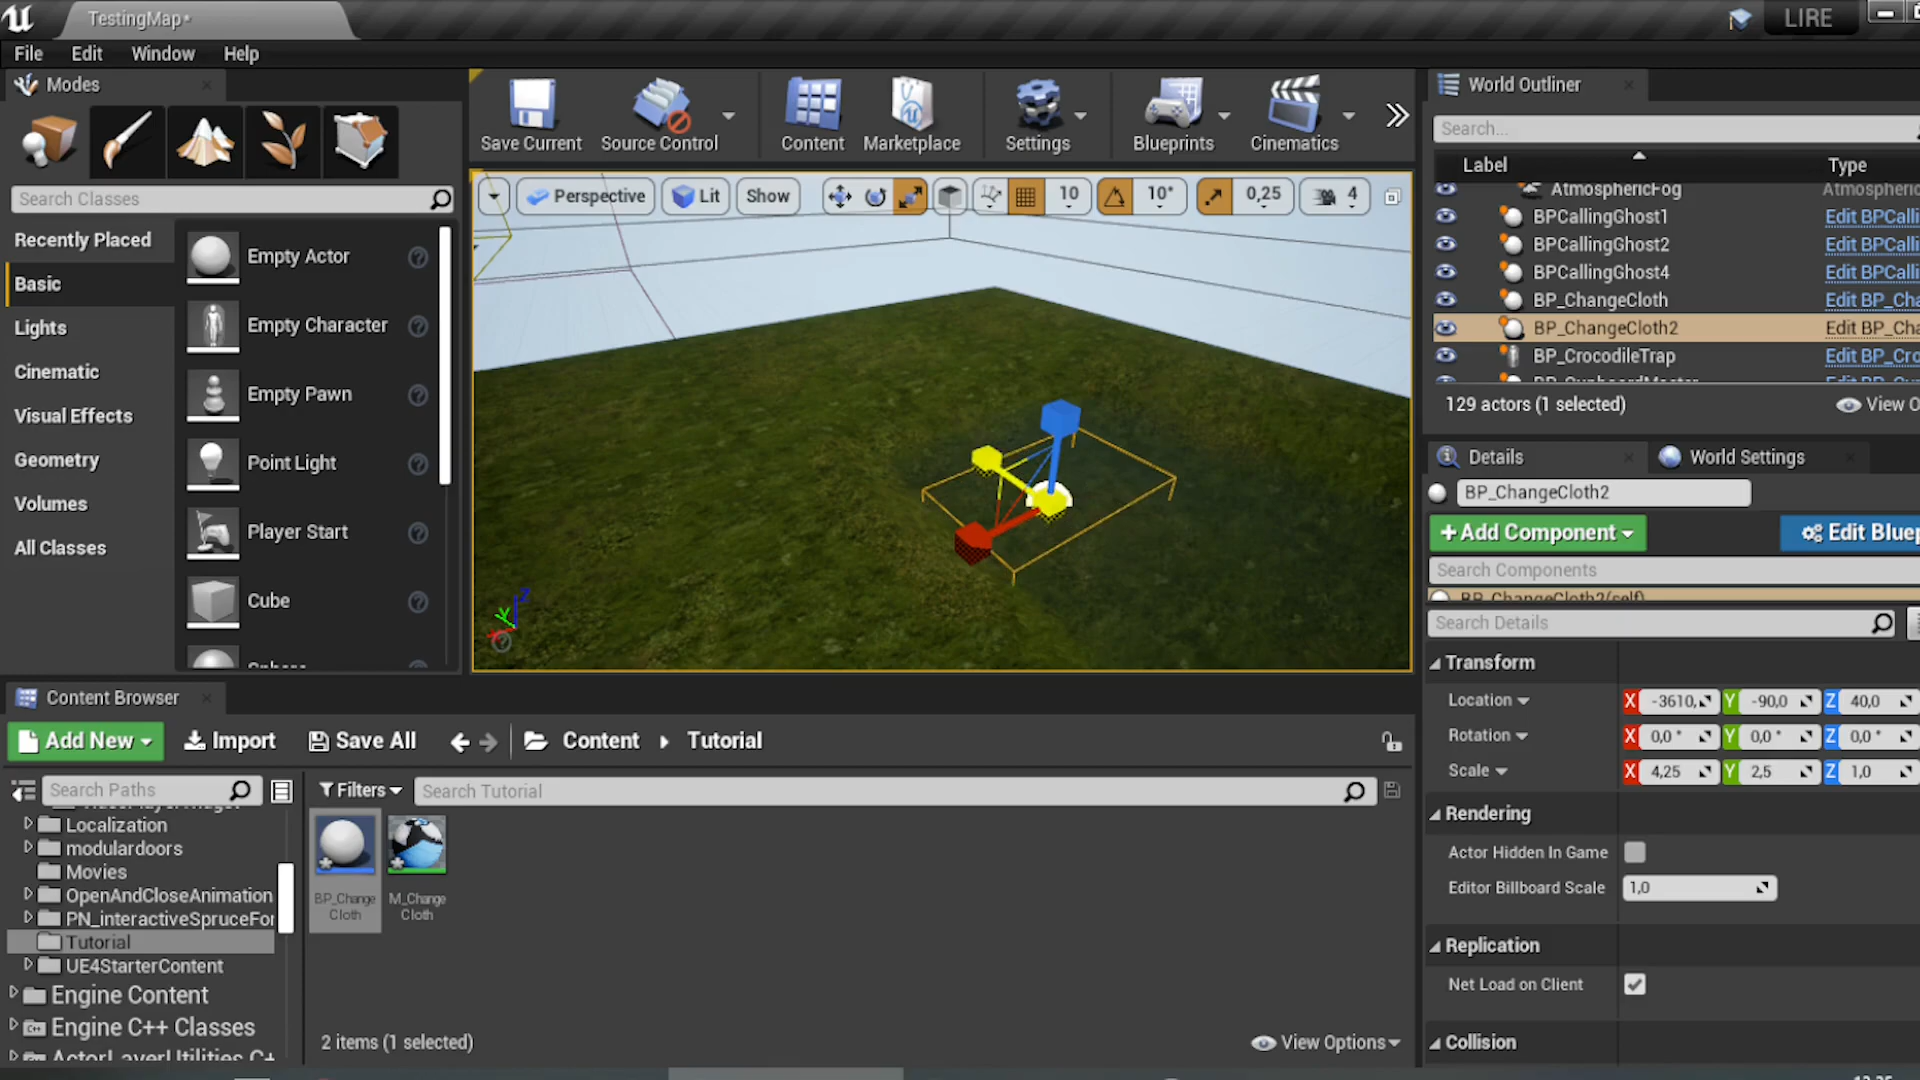 TestingMap*
LIRE
File Edit Window Help
Modes
Save Current
Source Control
Content
Marketplace
Settings
Blueprints
Cinematics
World Outliner
Search...
Label
Type
Search Classes
Perspective
Lit
Show
10
10°
0,25
4
AtmosphericFog
Atmospheric
BPCallingGhost1
Edit BPCalli
BPCallingGhost2
Edit BPCalli
BPCallingGhost4
Edit BPCalli
BP_ChangeCloth
Edit BP_Cha
BP_ChangeCloth2
Edit BP_Cha
BP_CrocodileTrap
Edit BP_Cro
129 actors (1 selected)
View O
Recently Placed
Basic
Lights
Cinematic
Visual Effects
Geometry
Volumes
All Classes
Empty Actor
Empty Character
Empty Pawn
Point Light
Player Start
Cube
Sphere
Z
Y
Details
World Settings
BP_ChangeCloth2
+Add Component
Edit Bluep
Search Components
BP_ChangeCloth2(self)
Search Details
Transform
Location
X -3610, Y -90,0 Z 40,0
Rotation
X 0,0 ° Y 0,0 ° Z 0,0 °
Scale
X 4,25 Y 2,5 Z 1,0
Rendering
Actor Hidden In Game
Editor Billboard Scale
1,0
Replication
Net Load on Client
Collision
Content Browser
Add New
Import
Save All
Content
Tutorial
Search Paths
Filters
Search Tutorial
Localization
modulardoors
Movies
OpenAndCloseAnimation
PN_interactiveSpruceFor
Tutorial
UE4StarterContent
Engine Content
Engine C++ Classes
ActorLayerUtilities C+
BP_Change
Cloth
M_Change
Cloth
2 items (1 selected)
View Options